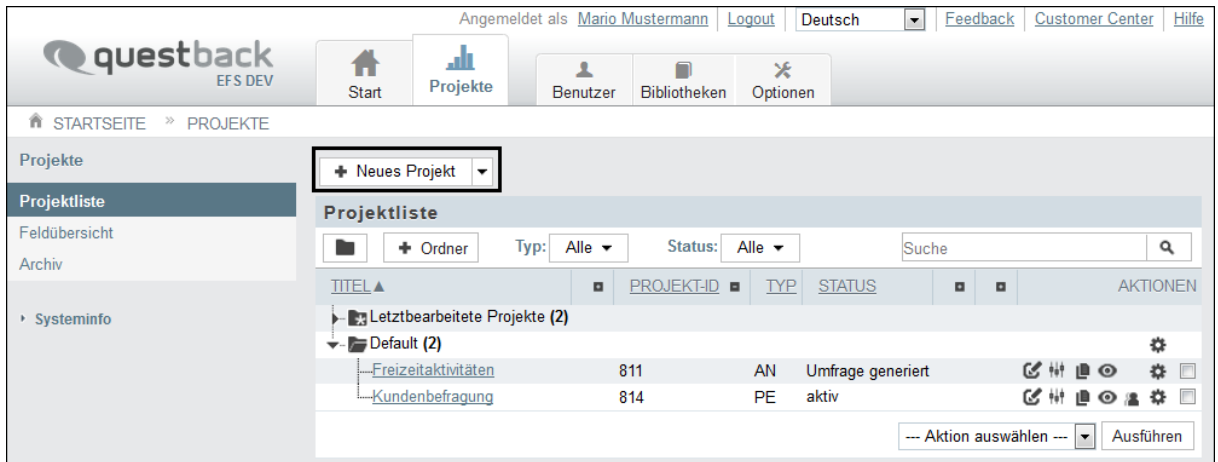 Angemeldet als Mario Mustermann Logout Deutsch Feedback Customer Center Hilfe
questback
EFS DEV
Start Projekte Benutzer Bibliotheken Optionen
STARTSEITE » PROJEKTE
Projekte
Projektliste
Feldübersicht
Archiv
Systeminfo
Neues Projekt
Projektliste
Ordner Typ: Alle Status: Alle Suche
TITEL PROJEKT-ID TYP STATUS AKTIONEN
Letztbearbeitete Projekte (2)
Default (2)
Freizeitaktivitäten 811 AN Umfrage generiert
Kundenbefragung 814 PE aktiv
--- Aktion auswählen --- Ausführen